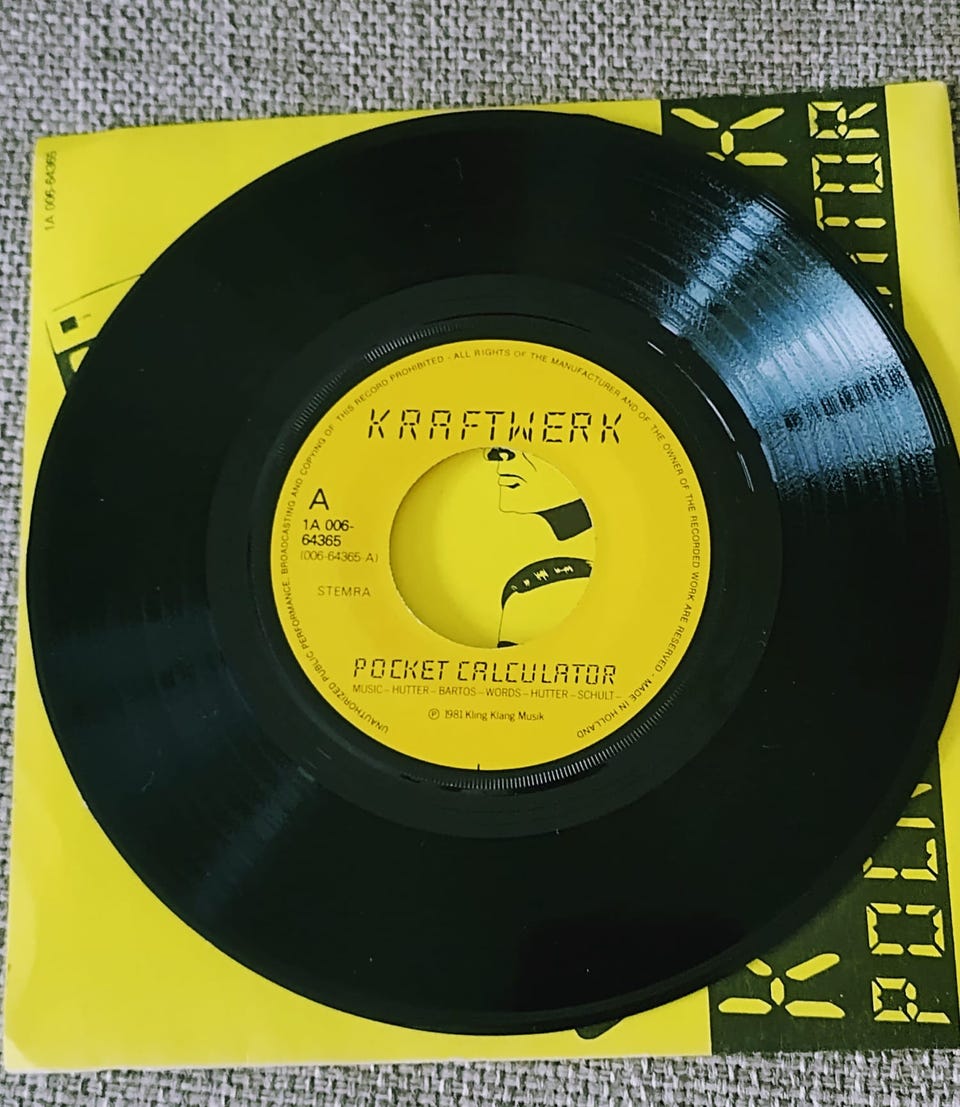 1A 006-64365
KRAFTWERK
A
1A 006-
64365
(006-64365-A)
STEMRA
POCKET CALCULATOR
MUSIC – HUTTER – BARTOS – WORDS – HUTTER – SCHULT –
Ⓟ 1981 Kling Klang Musik
UNAUTHORIZED PUBLIC PERFORMANCE, BROADCASTING AND COPYING OF THIS RECORD PROHIBITED - ALL RIGHTS OF THE MANUFACTURER AND OF THE OWNER OF THE RECORDED WORK ARE RESERVED - MADE IN HOLLAND